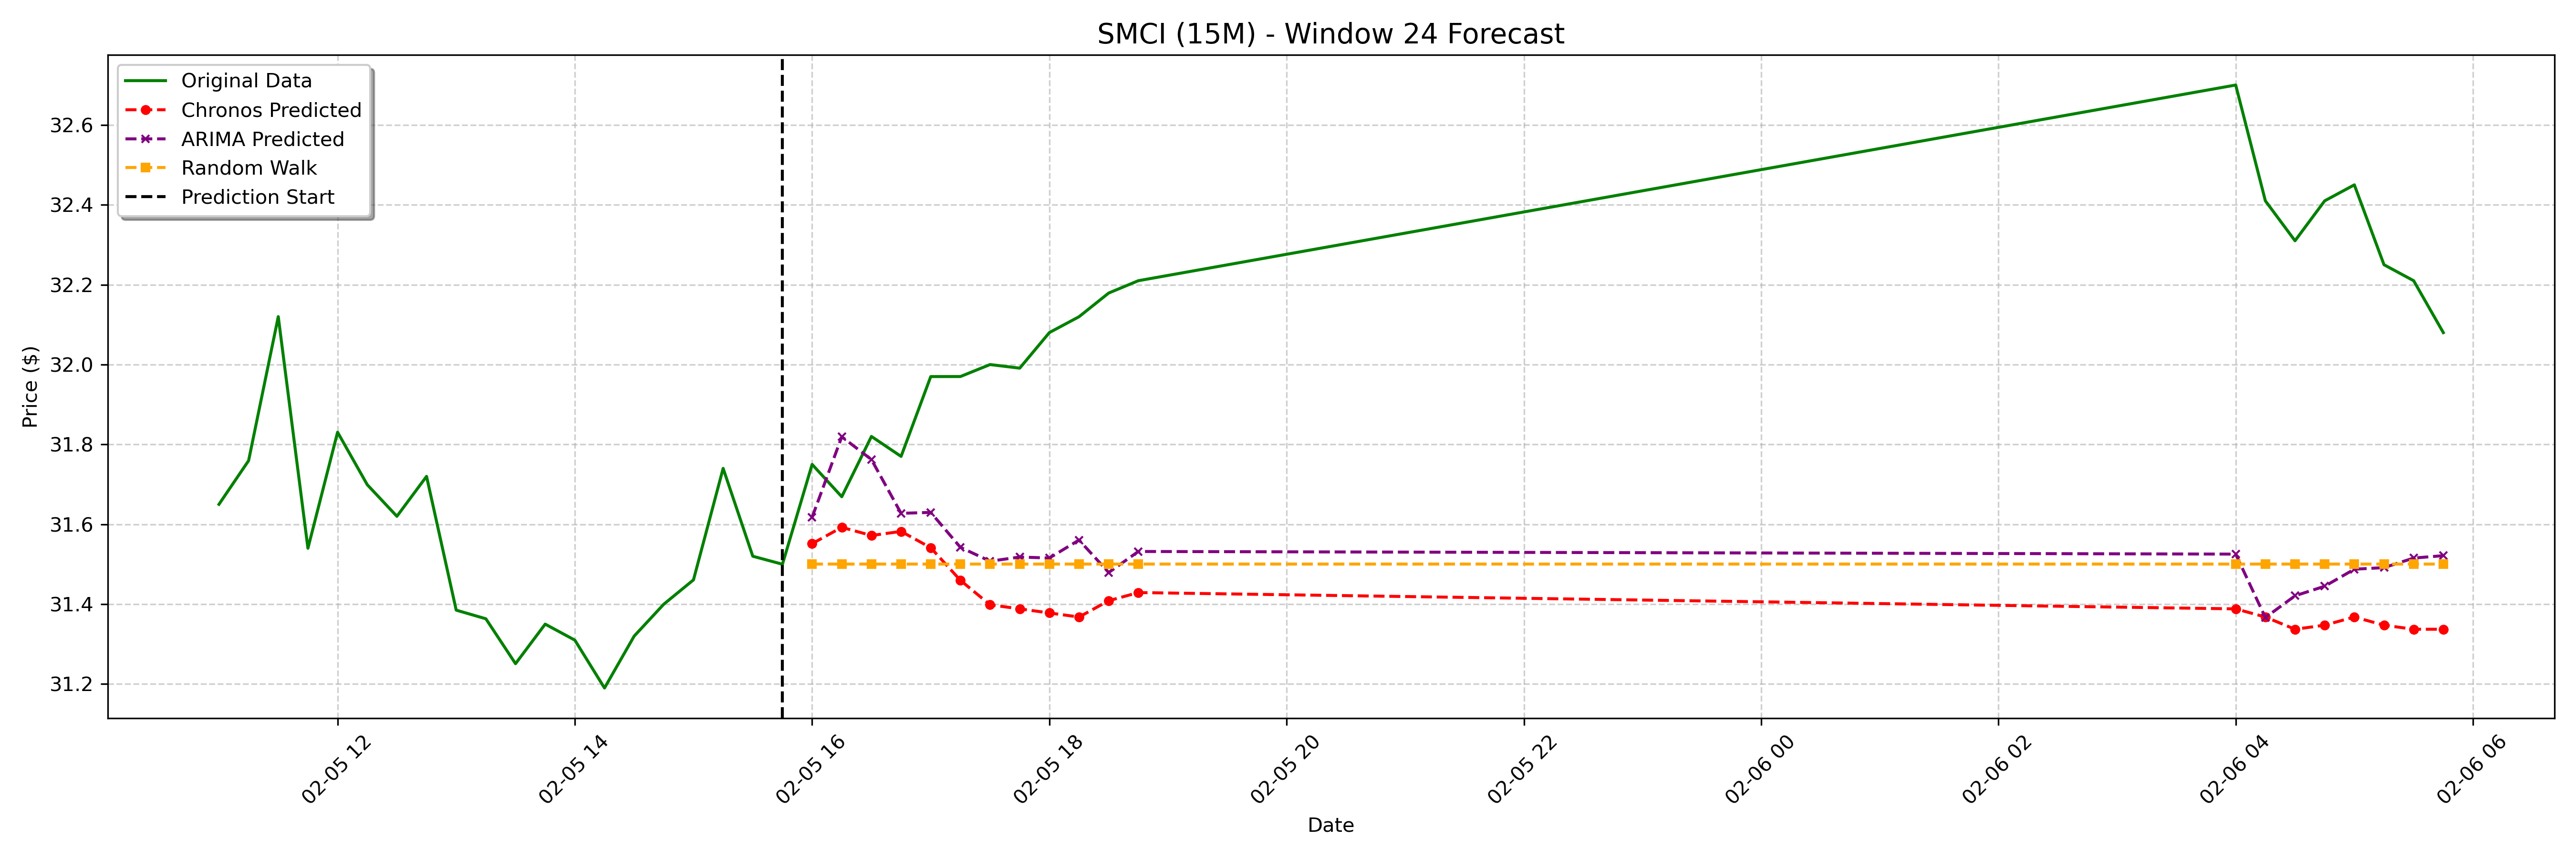 SMCI (15M) - Window 24 Forecast
Original Data
Chronos Predicted
ARIMA Predicted
Random Walk
Prediction Start
Price ($)
32.6
32.4
32.2
32.0
31.8
31.6
31.4
31.2
02-05 12
02-05 14
02-05 16
02-05 18
02-05 20
02-05 22
02-06 00
02-06 02
02-06 04
02-06 06
Date